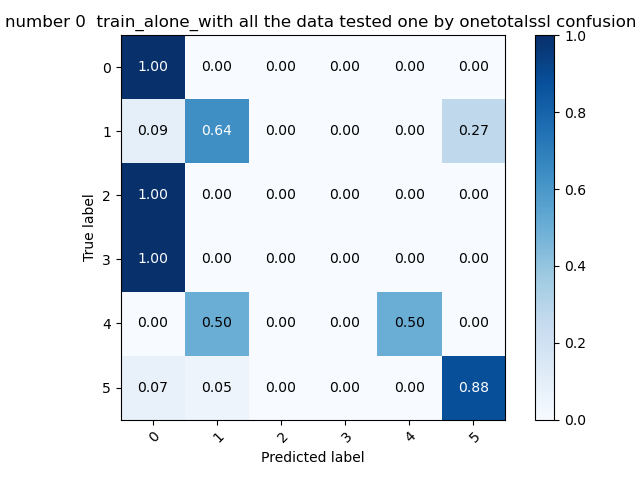 number 0  train_alone_with all the data tested one by onetotalssl confusion
1.0
0 1.00 0.00 0.00 0.00 0.00 0.00
0.8
1 0.09 0.64 0.00 0.00 0.00 0.27
2 1.00 0.00 0.00 0.00 0.00 0.00
0.6
True label
3 1.00 0.00 0.00 0.00 0.00 0.00
0.4
4 0.00 0.50 0.00 0.00 0.50 0.00
0.2
5 0.07 0.05 0.00 0.00 0.00 0.88
0.0
0 1 2 3 4 5
Predicted label